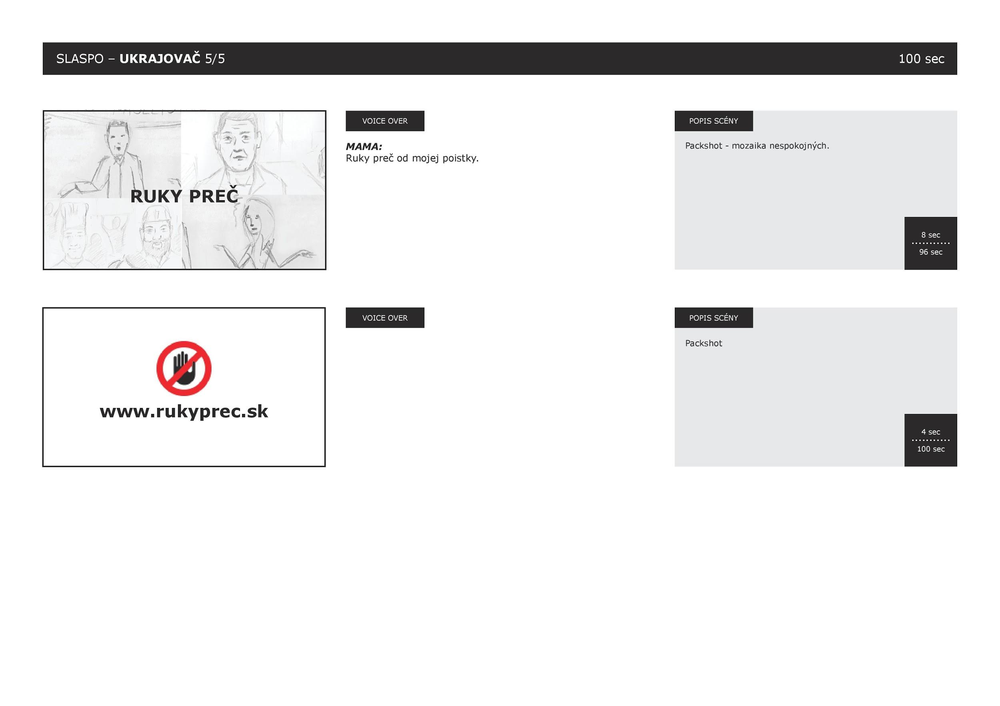 SLASPO – UKRAJOVAČ 5/5
100 sec
RUKY PREČ
VOICE OVER
MAMA:
Ruky preč od mojej poistky.
POPIS SCÉNY
Packshot - mozaika nespokojných.
8 sec
96 sec
www.rukyprec.sk
VOICE OVER
POPIS SCÉNY
Packshot
4 sec
100 sec